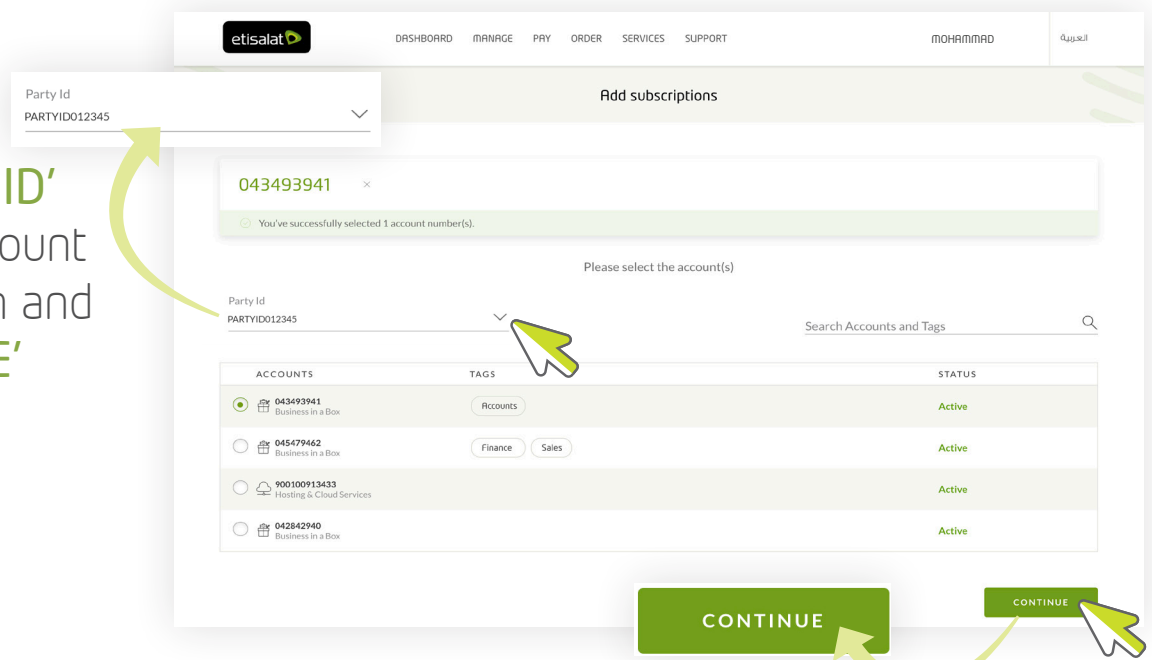 etisalat
DASHBOARD MANAGE PAY ORDER SERVICES SUPPORT MOHAMMAD العربية
Add subscriptions
Party Id
PARTYID012345
ID'
ount
and
E'
043493941 ×
You've successfully selected 1 account number(s).
Please select the account(s)
Party Id
PARTYID012345
Search Accounts and Tags
ACCOUNTS TAGS STATUS
043493941 Accounts Active
Business in a Box
045479462 Finance Sales Active
Business in a Box
900100913433 Active
Hosting & Cloud Services
042842940 Active
Business in a Box
CONTINUE
CONTINUE